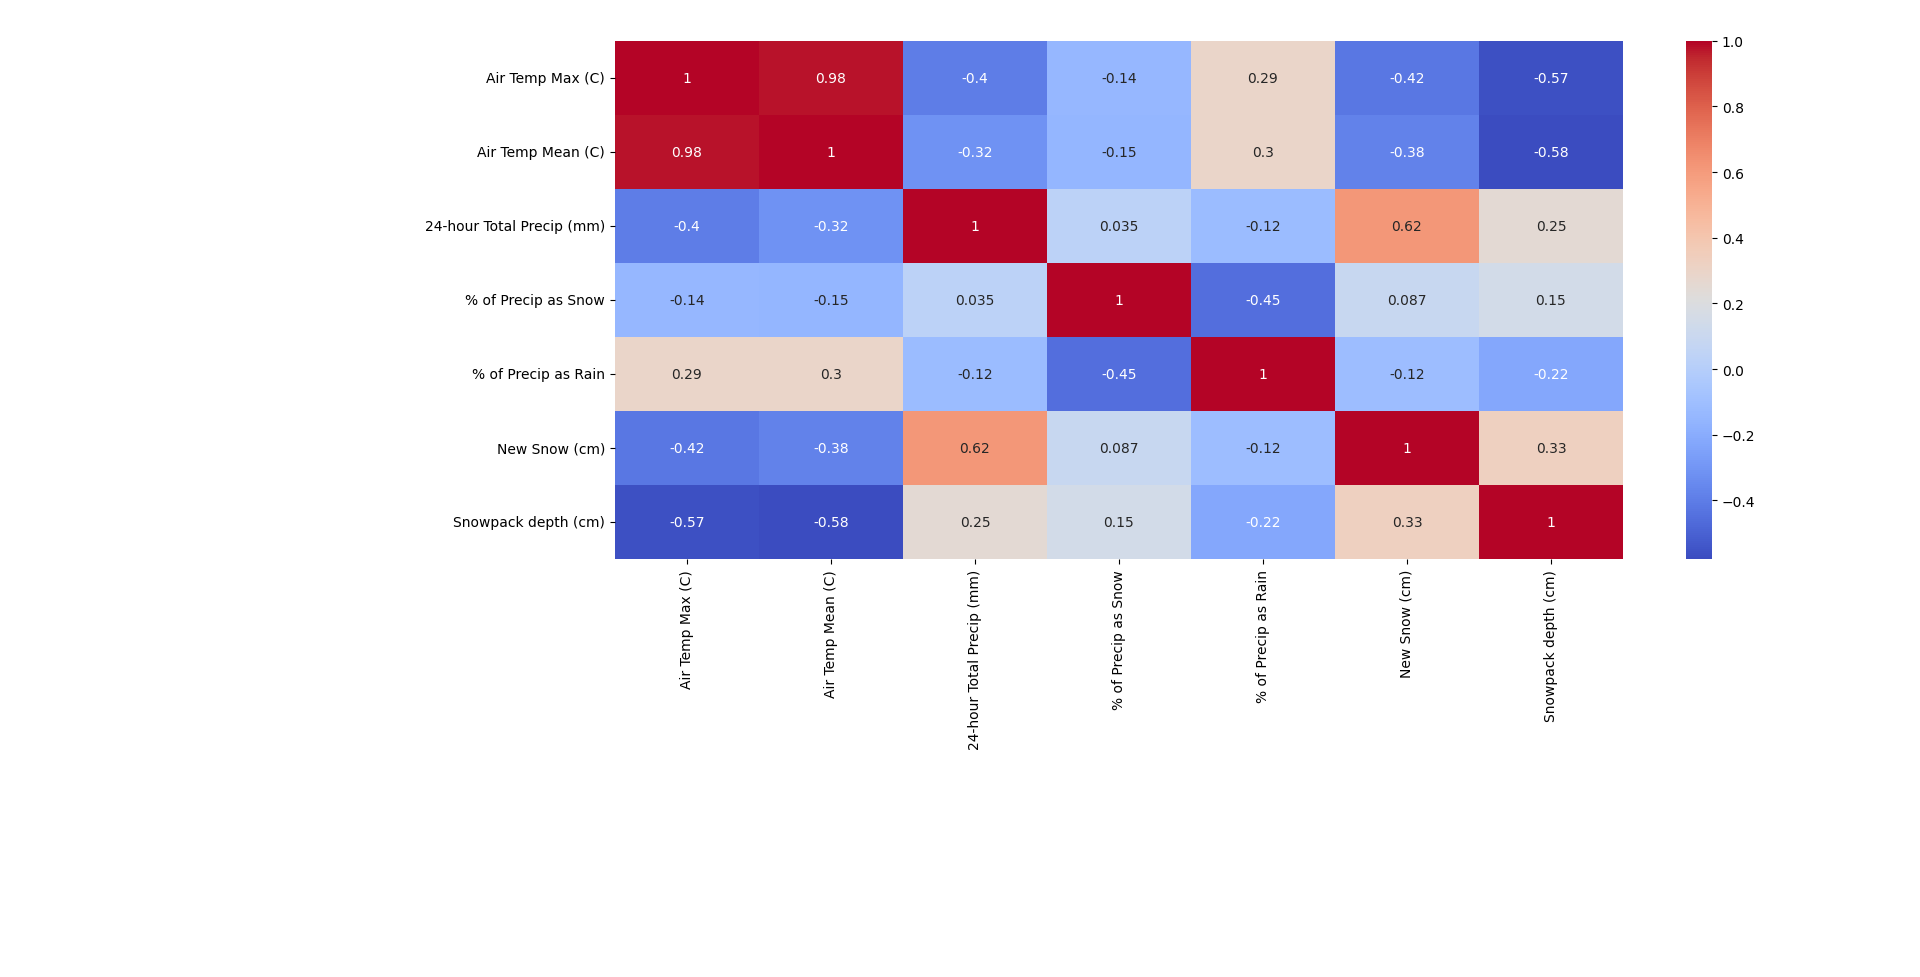 Air Temp Max (C) 1 0.98 -0.4 -0.14 0.29 -0.42 -0.57
Air Temp Mean (C) 0.98 1 -0.32 -0.15 0.3 -0.38 -0.58
24-hour Total Precip (mm) -0.4 -0.32 1 0.035 -0.12 0.62 0.25
% of Precip as Snow -0.14 -0.15 0.035 1 -0.45 0.087 0.15
% of Precip as Rain 0.29 0.3 -0.12 -0.45 1 -0.12 -0.22
New Snow (cm) -0.42 -0.38 0.62 0.087 -0.12 1 0.33
Snowpack depth (cm) -0.57 -0.58 0.25 0.15 -0.22 0.33 1
Air Temp Max (C)
Air Temp Mean (C)
24-hour Total Precip (mm)
% of Precip as Snow
% of Precip as Rain
New Snow (cm)
Snowpack depth (cm)
1.0
0.8
0.6
0.4
0.2
0.0
−0.2
−0.4